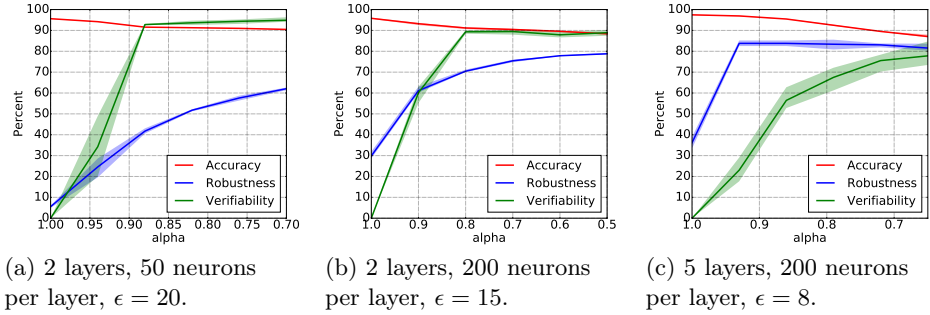 100
90
80
70
60
50
40
30
20
10
0
Percent
1.00 0.95 0.90 0.85 0.80 0.75 0.70
alpha
Accuracy
Robustness
Verifiability
(a) 2 layers, 50 neurons
per layer, ϵ = 20.
100
90
80
70
60
50
40
30
20
10
0
Percent
1.0 0.9 0.8 0.7 0.6 0.5
alpha
Accuracy
Robustness
Verifiability
(b) 2 layers, 200 neurons
per layer, ϵ = 15.
100
90
80
70
60
50
40
30
20
10
0
Percent
1.0 0.9 0.8 0.7
alpha
Accuracy
Robustness
Verifiability
(c) 5 layers, 200 neurons
per layer, ϵ = 8.